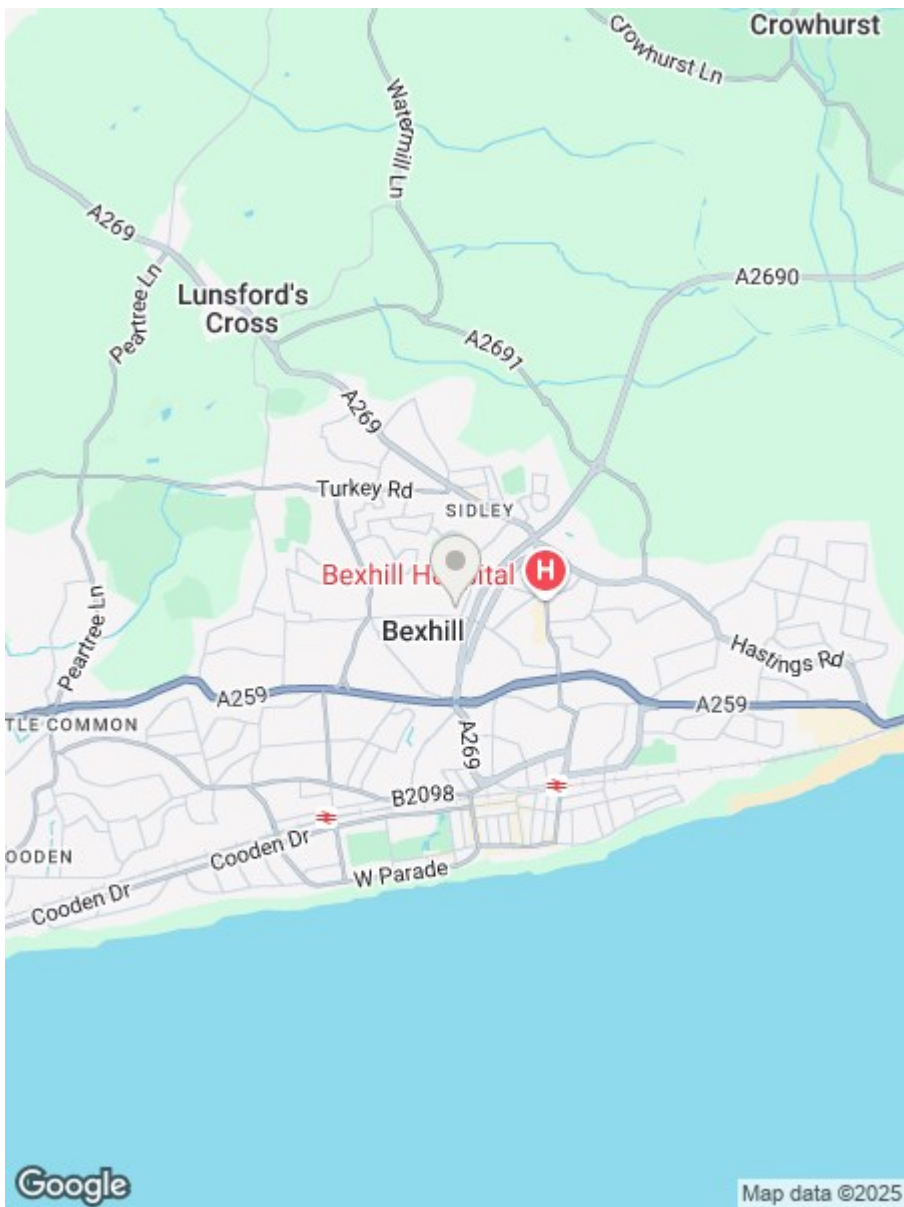 Crowhurst
Crowhurst Ln
Watermill Ln
A269
Peartree Ln
Lunsford's
Cross
A2690
A2691
A269
Turkey Rd
SIDLEY
Bexhill H
pital
H
Bexhill
Peartree Ln
Hastings Rd
A259
A259
TLE COMMON
A269
B2098
OODEN
Cooden Dr
W Parade
Cooden Dr
Google
Map data ©2025